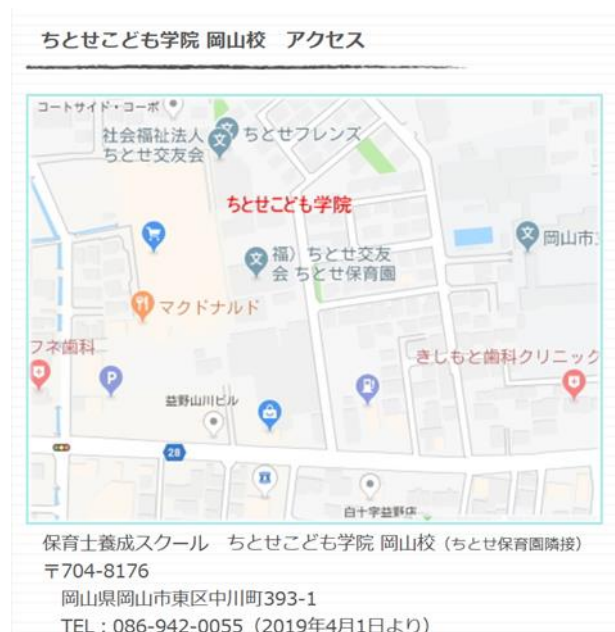 ちとせこども学院 岡山校　アクセス
コートサイド・コーポ
社会福祉法人
ちとせ交友会
ちとせフレンズ
ちとせこども学院
岡山市
福）ちとせ交友
会 ちとせ保育園
マクドナルド
フネ歯科
きしもと歯科クリニック
P
益野山川ビル
28
白十字益野店
保育士養成スクール　ちとせこども学院 岡山校（ちとせ保育園隣接）
〒704-8176
岡山県岡山市東区中川町393-1
TEL：086-942-0055（2019年4月1日より）